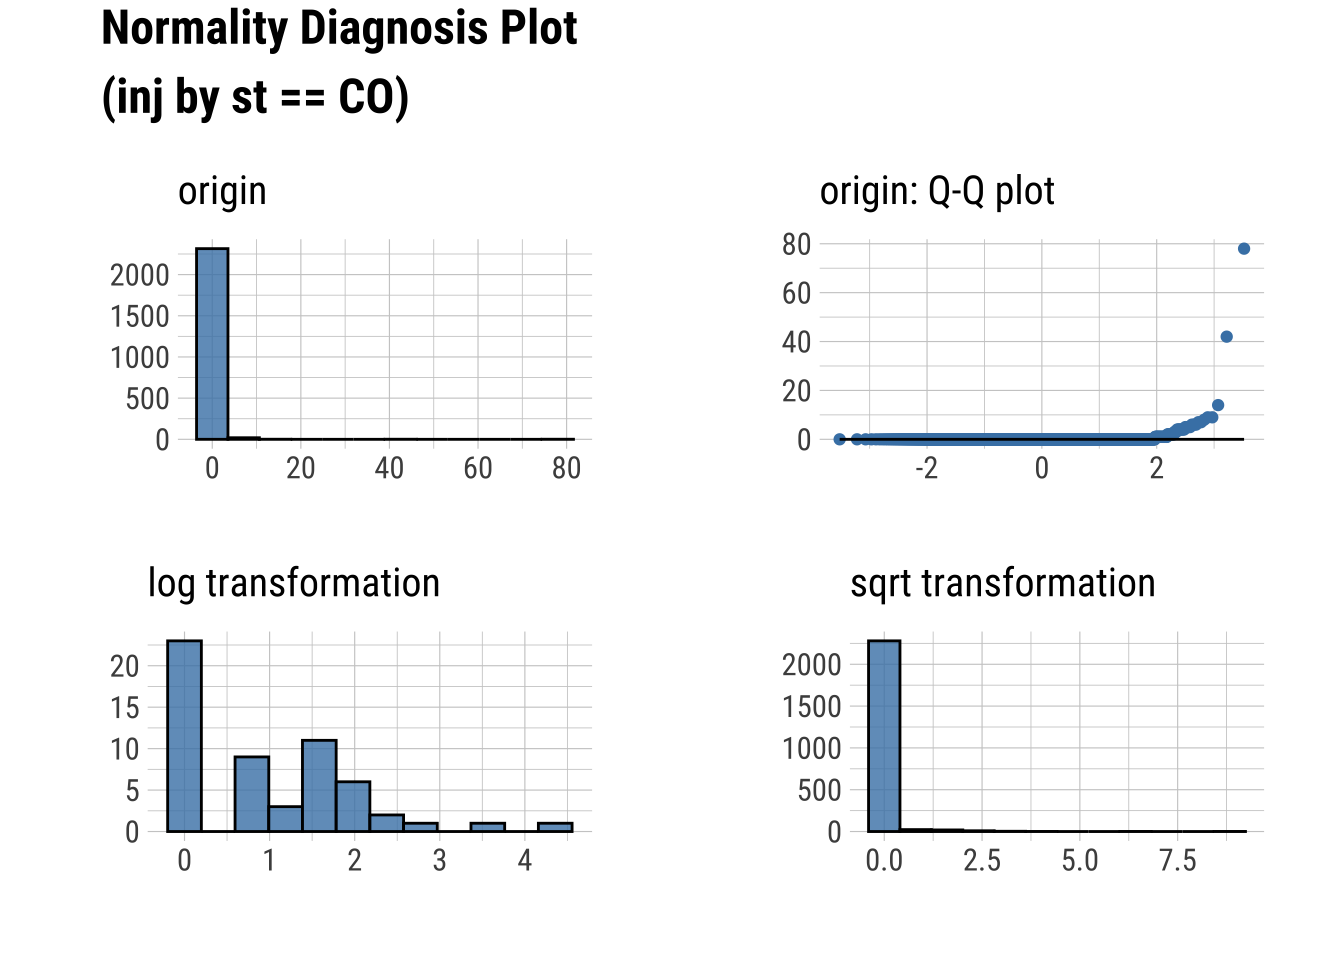 Normality Diagnosis Plot
(inj by st == CO)
origin
2000
1500
1000
500
0
0 20 40 60 80
origin: Q-Q plot
80
60
40
20
0
-2 0 2
log transformation
20
15
10
5
0
0 1 2 3 4
sqrt transformation
2000
1500
1000
500
0
0.0 2.5 5.0 7.5